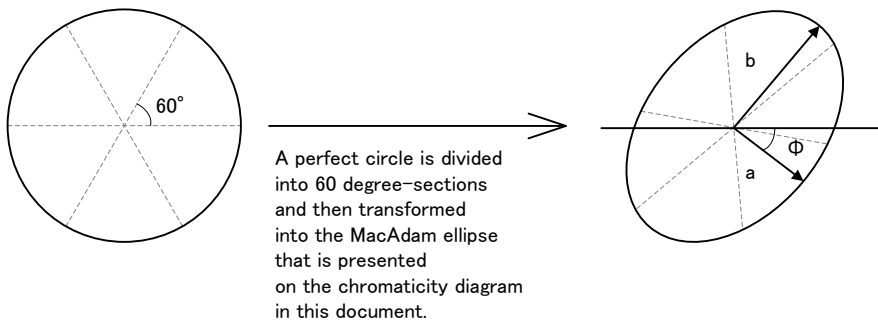 60°
A perfect circle is divided
into 60 degree-sections
and then transformed
into the MacAdam ellipse
that is presented
on the chromaticity diagram
in this document.
b
Φ
a